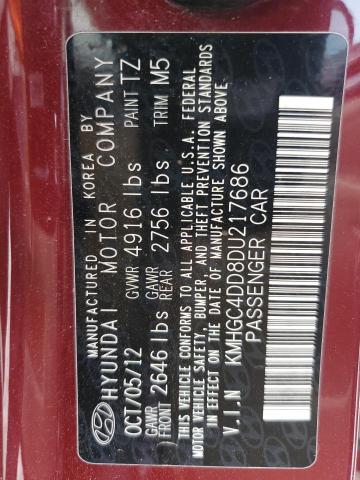 MANUFACTURED IN KOREA BY
HYUNDAI MOTOR COMPANY
OCT/05/12 GVWR 4916 lbs PAINT TZ
GAWR FRONT 2646 lbs GAWR REAR 2756 lbs TRIM M5
THIS VEHICLE CONFORMS TO ALL APPLICABLE U.S.A. FEDERAL
MOTOR VEHICLE SAFETY, BUMPER, AND THEFT PREVENTION STANDARDS
IN EFFECT ON THE DATE OF MANUFACTURE SHOWN ABOVE
V.I.N KMHGC4DD8DU217686
PASSENGER CAR